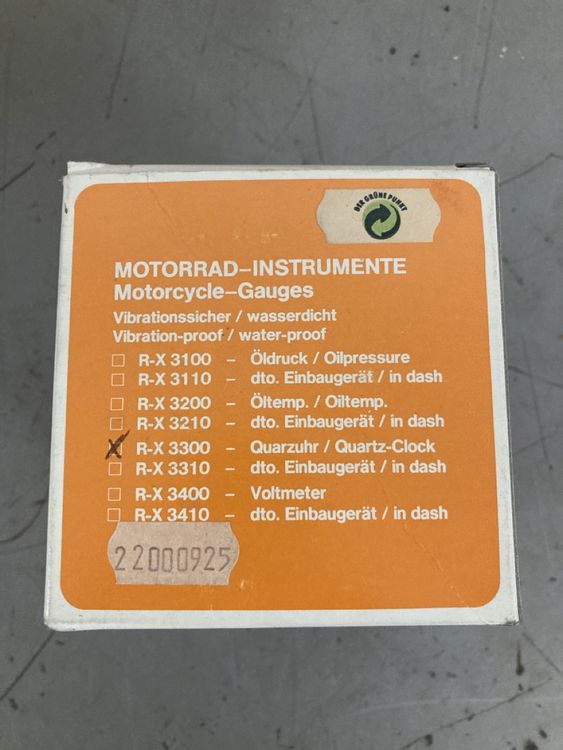 DER GRÜNE PUNKT
MOTORRAD–INSTRUMENTE
Motorcycle–Gauges
Vibrationssicher / wasserdicht
Vibration-proof / water-proof
R-X 3100 – Öldruck / Oilpressure
R-X 3110 – dto. Einbaugerät / in dash
R-X 3200 – Öltemp. / Oiltemp.
R-X 3210 – dto. Einbaugerät / in dash
R-X 3300 – Quarzuhr / Quartz-Clock
R-X 3310 – dto. Einbaugerät / in dash
R-X 3400 – Voltmeter
R-X 3410 – dto. Einbaugerät / in dash
22000925